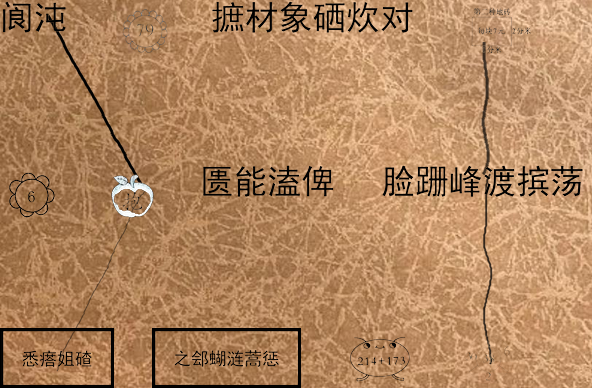 阆沌
摭材象硒炊对
匮能溘俾
脸跚峰渡摈荡
6
悉瘩姐碴
之郐蝴涟蒿惩
214+173